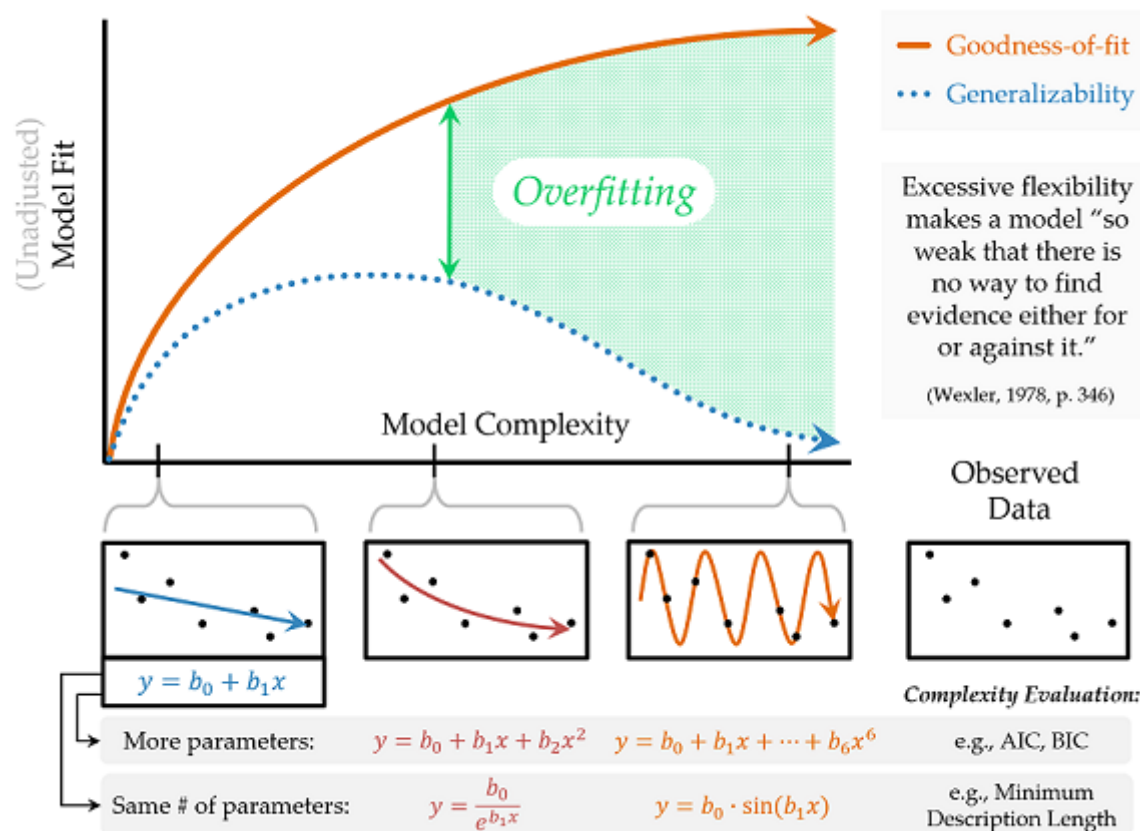 (Unadjusted)
Model Fit
Goodness-of-fit
Generalizability
Overfitting
Excessive flexibility
makes a model “so
weak that there is
no way to find
evidence either for
or against it.”
(Wexler, 1978, p. 346)
Model Complexity
Observed
Data
y = b₀ + b₁x
Complexity Evaluation:
More parameters: y = b₀ + b₁x + b₂x² y = b₀ + b₁x + ⋯ + b₆x⁶ e.g., AIC, BIC
Same # of parameters: y = b₀ / e^(b₁x) y = b₀ · sin(b₁x) e.g., Minimum
Description Length